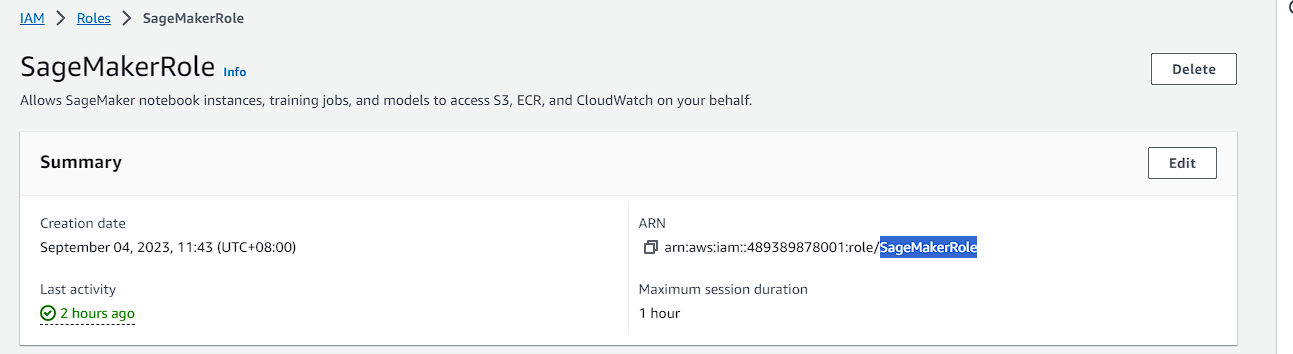 IAM > Roles > SageMakerRole
SageMakerRole Info
Delete
Allows SageMaker notebook instances, training jobs, and models to access S3, ECR, and CloudWatch on your behalf.
Summary
Edit
Creation date
September 04, 2023, 11:43 (UTC+08:00)
ARN
arn:aws:iam::489389878001:role/SageMakerRole
Last activity
2 hours ago
Maximum session duration
1 hour